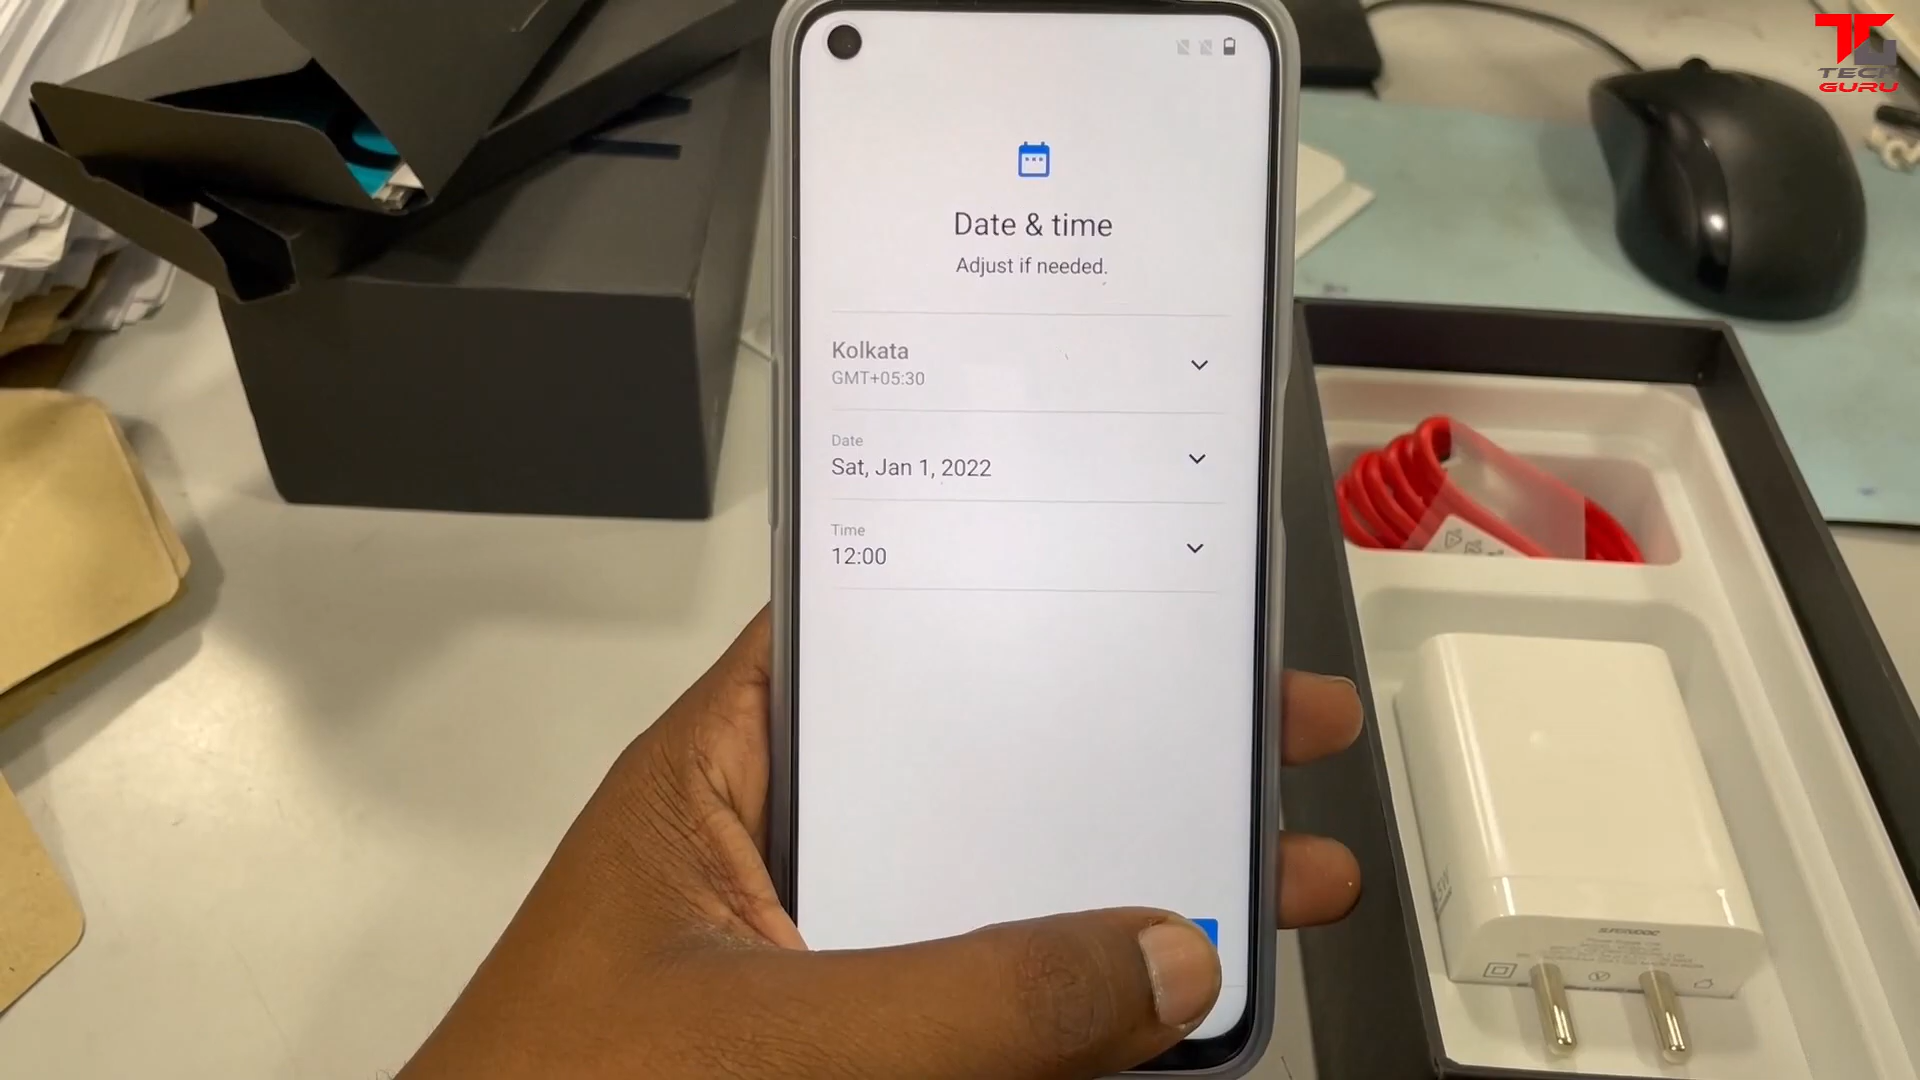 TECH
GURU
Date & time
Adjust if needed.
Kolkata
GMT+05:30
Date
Sat, Jan 1, 2022
Time
12:00
SUPERVOOC